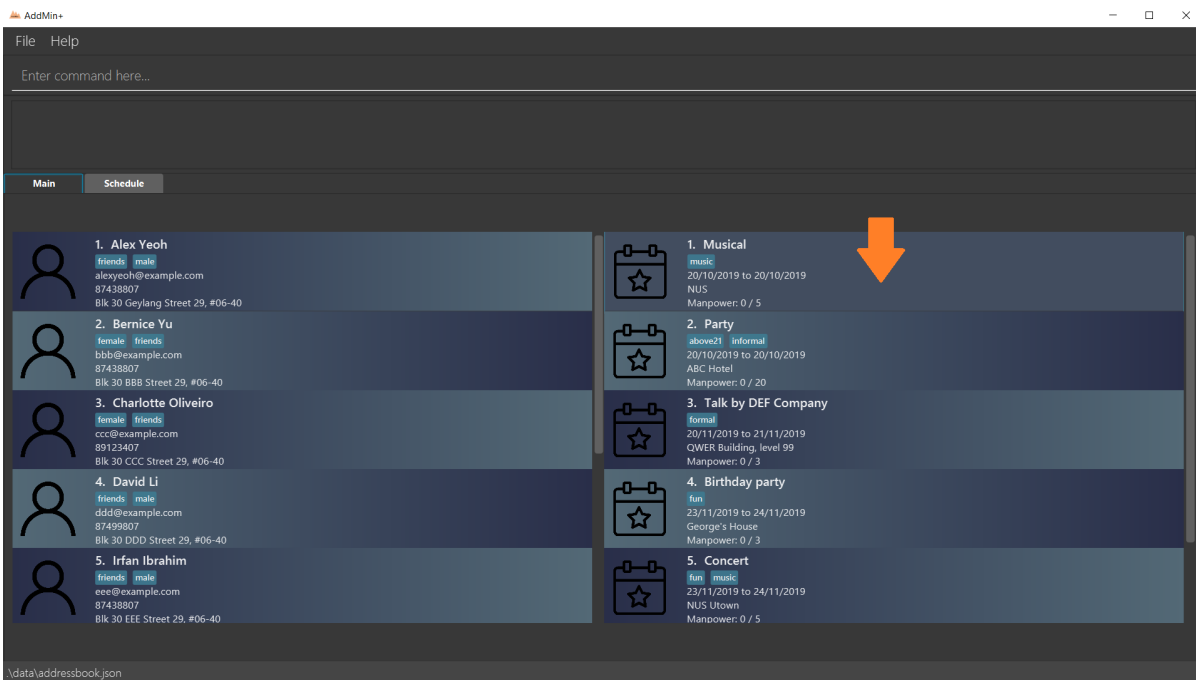 AddMin+
File Help
Enter command here...
Main Schedule
1. Alex Yeoh
friends male
alexyeoh@example.com
87438807
Blk 30 Geylang Street 29, #06-40
2. Bernice Yu
female friends
bbb@example.com
87438807
Blk 30 BBB Street 29, #06-40
3. Charlotte Oliveiro
female friends
ccc@example.com
89123407
Blk 30 CCC Street 29, #06-40
4. David Li
friends male
ddd@example.com
87499807
Blk 30 DDD Street 29, #06-40
5. Irfan Ibrahim
friends male
eee@example.com
87438807
Blk 30 EEE Street 29, #06-40
1. Musical
music
20/10/2019 to 20/10/2019
NUS
Manpower: 0 / 5
2. Party
above21 informal
20/10/2019 to 20/10/2019
ABC Hotel
Manpower: 0 / 20
3. Talk by DEF Company
formal
20/11/2019 to 21/11/2019
QWER Building, level 99
Manpower: 0 / 3
4. Birthday party
fun
23/11/2019 to 24/11/2019
George's House
Manpower: 0 / 3
5. Concert
fun music
23/11/2019 to 24/11/2019
NUS Utown
Manpower: 0 / 5
.\data\addressbook.json